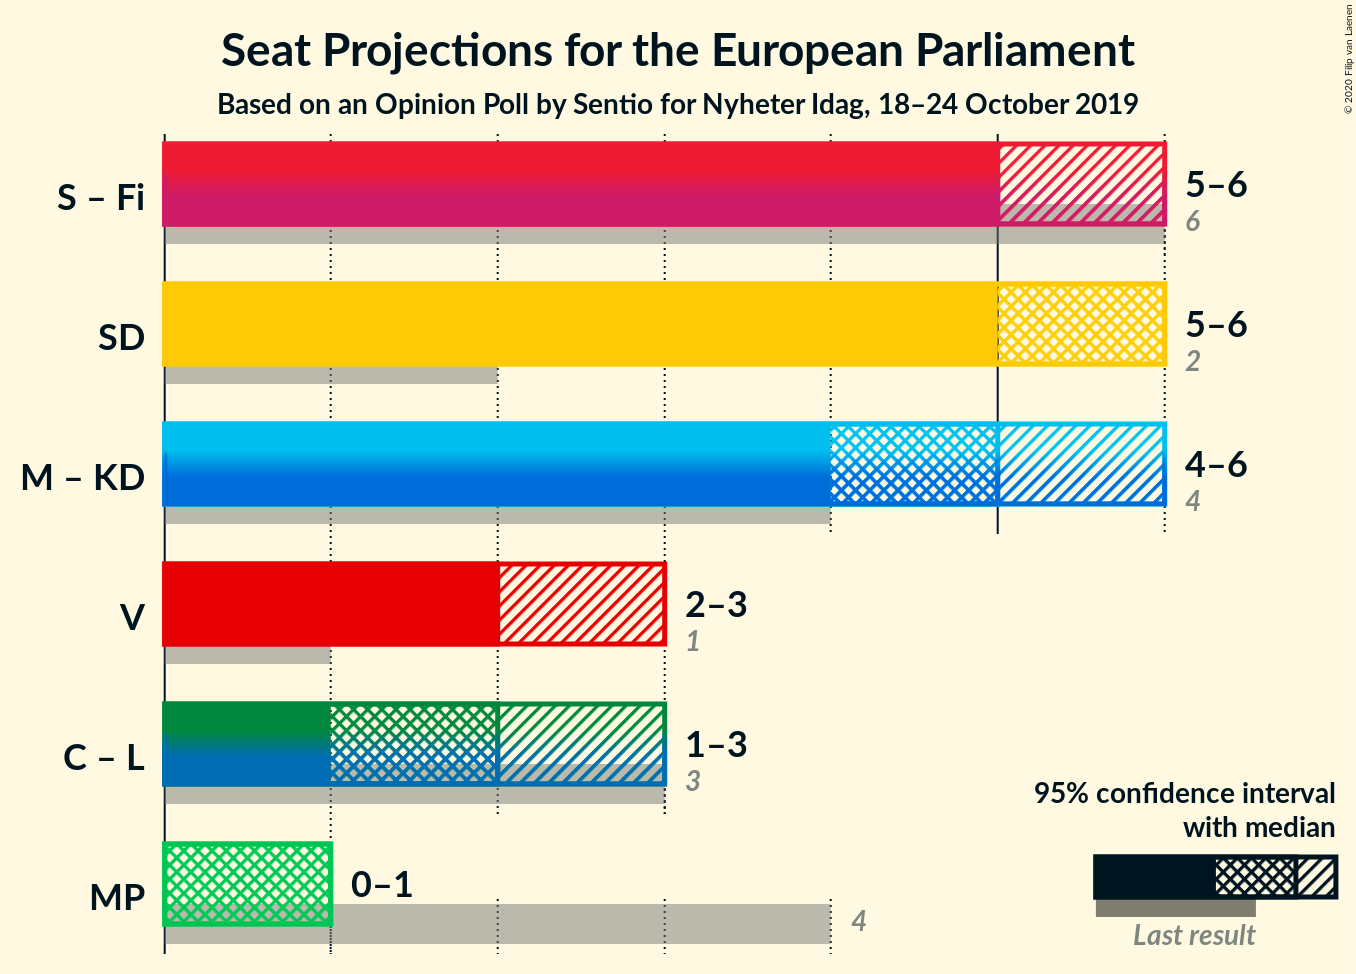 Seat Projections for the European Parliament
Based on an Opinion Poll by Sentio for Nyheter Idag, 18–24 October 2019
© 2020 Filip van Laenen
S – Fi
5–6
6
SD
5–6
2
M – KD
4–6
4
V
2–3
1
C – L
1–3
3
MP
0–1
4
95% confidence interval
with median
Last result